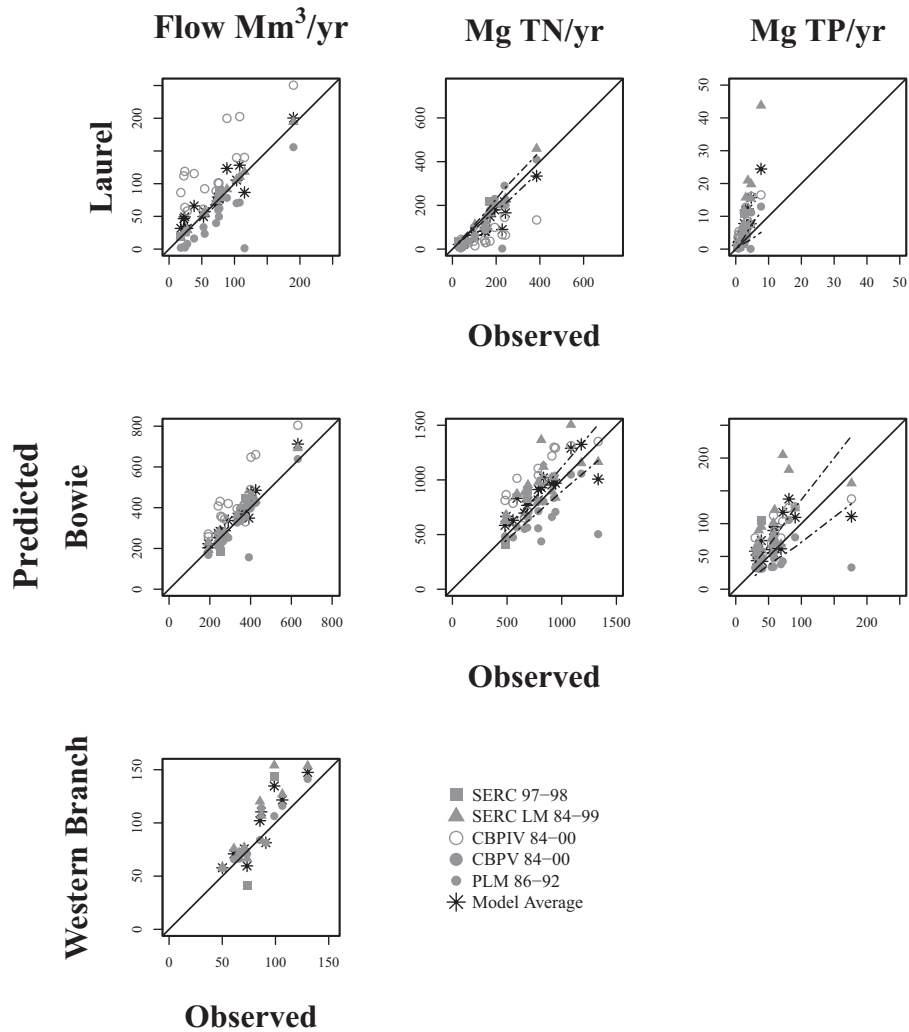 Flow Mm³/yr
Mg TN/yr
Mg TP/yr
Laurel
0 50 100 200
0 50 100 200
0 200 400 600
0 200 400 600
0 10 20 30 40 50
0 10 20 30 40 50
Observed
Predicted
Bowie
0 200 400 600 800
0 200 400 600 800
0 500 1000 1500
0 500 1000 1500
0 50 100 200
0 50 100 200
Observed
Western Branch
0 50 100 150
0 50 100 150
Observed
SERC 97−98
SERC LM 84−99
CBPIV 84−00
CBPV 84−00
PLM 86−92
Model Average